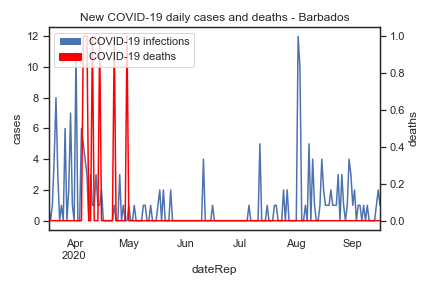 New COVID-19 daily cases and deaths - Barbados
COVID-19 infections
COVID-19 deaths
12
10
8
6
4
2
0
cases
1.0
0.8
0.6
0.4
0.2
0.0
deaths
Apr May Jun Jul Aug Sep
2020
dateRep